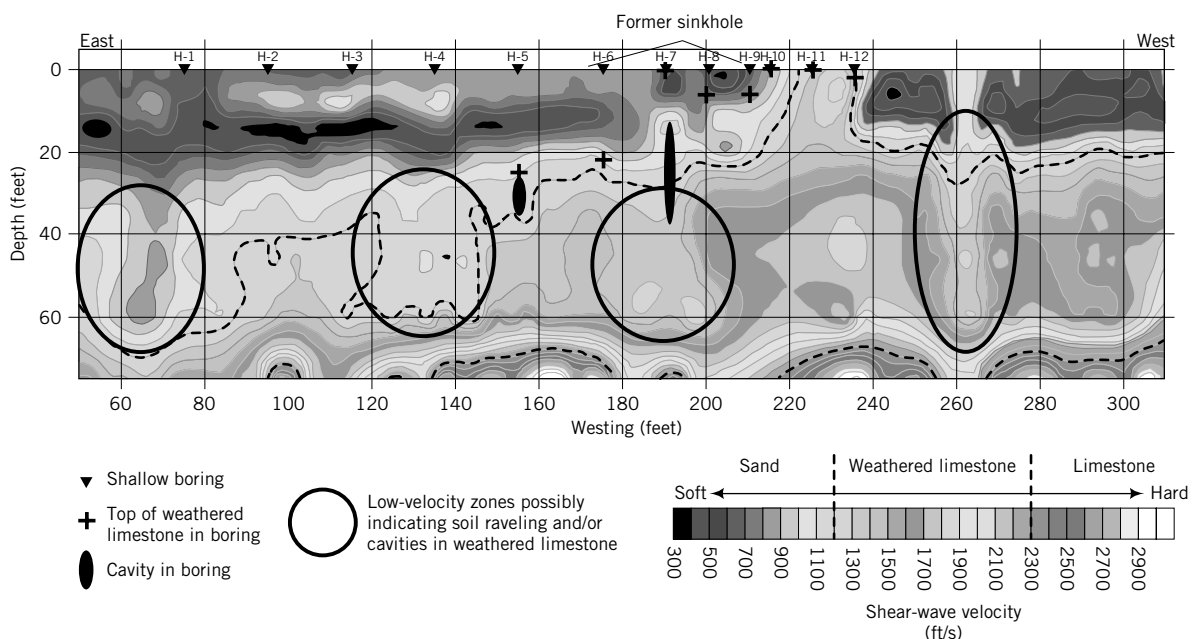 Former sinkhole
East
West
H-1
H-2
H-3
H-4
H-5
H-6
H-7
H-8
H-9
H-10
H-11
H-12
0
20
40
60
Depth (feet)
60
80
100
120
140
160
180
200
220
240
260
280
300
Westing (feet)
Shallow boring
Top of weathered
limestone in boring
Cavity in boring
Low-velocity zones possibly
indicating soil raveling and/or
cavities in weathered limestone
Sand
Weathered limestone
Limestone
Soft
Hard
300
500
700
900
1100
1300
1500
1700
1900
2100
2300
2500
2700
2900
Shear-wave velocity
(ft/s)